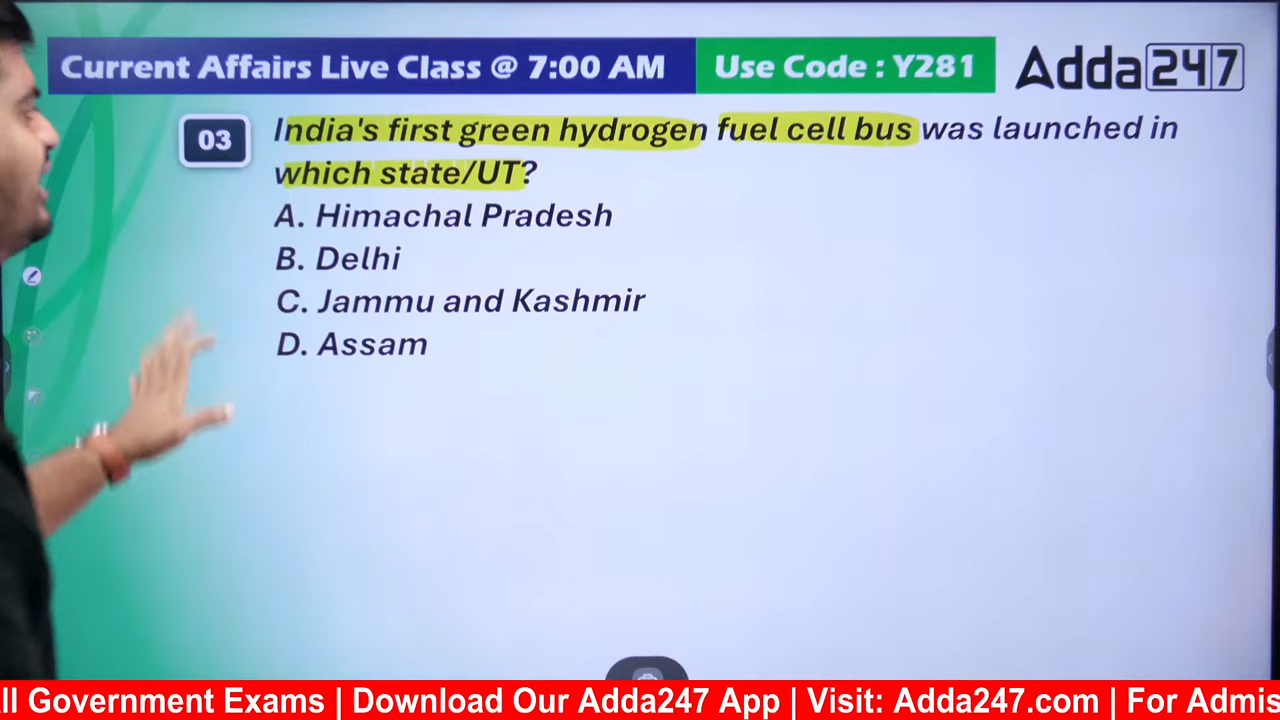 Current Affairs Live Class @ 7:00 AM
Use Code : Y281
Adda247
03
India's first green hydrogen fuel cell bus was launched in
which state/UT?
A. Himachal Pradesh
B. Delhi
C. Jammu and Kashmir
D. Assam
ll Government Exams | Download Our Adda247 App | Visit: Adda247.com | For Admis